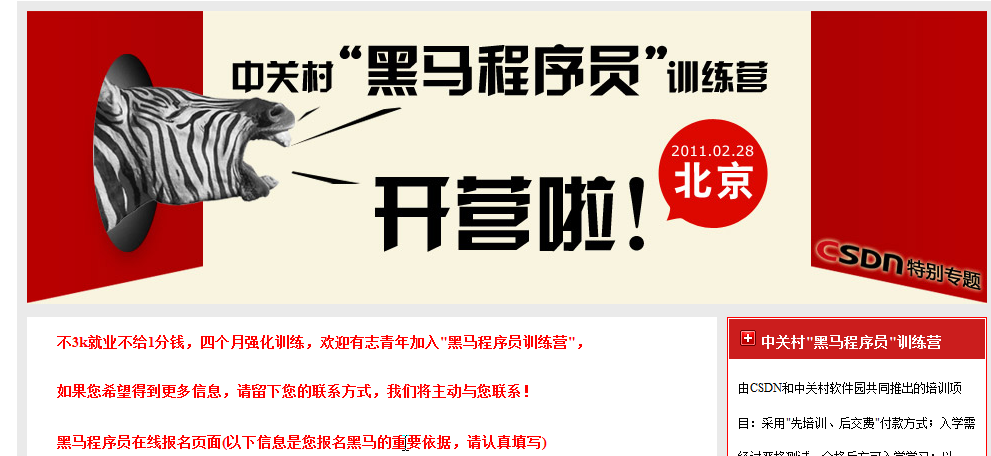 中关村“黑马程序员”训练营
2011.02.28
北京
开营啦!
CSDN特别专题
不3k就业不给1分钱，四个月强化训练，欢迎有志青年加入"黑马程序员训练营"，
如果您希望得到更多信息，请留下您的联系方式，我们将主动与您联系！
黑马程序员在线报名页面(以下信息是您报名黑马的重要依据，请认真填写)
中关村"黑马程序员"训练营
由CSDN和中关村软件园共同推出的培训项
目：采用"先培训、后交费"付款方式；入学需